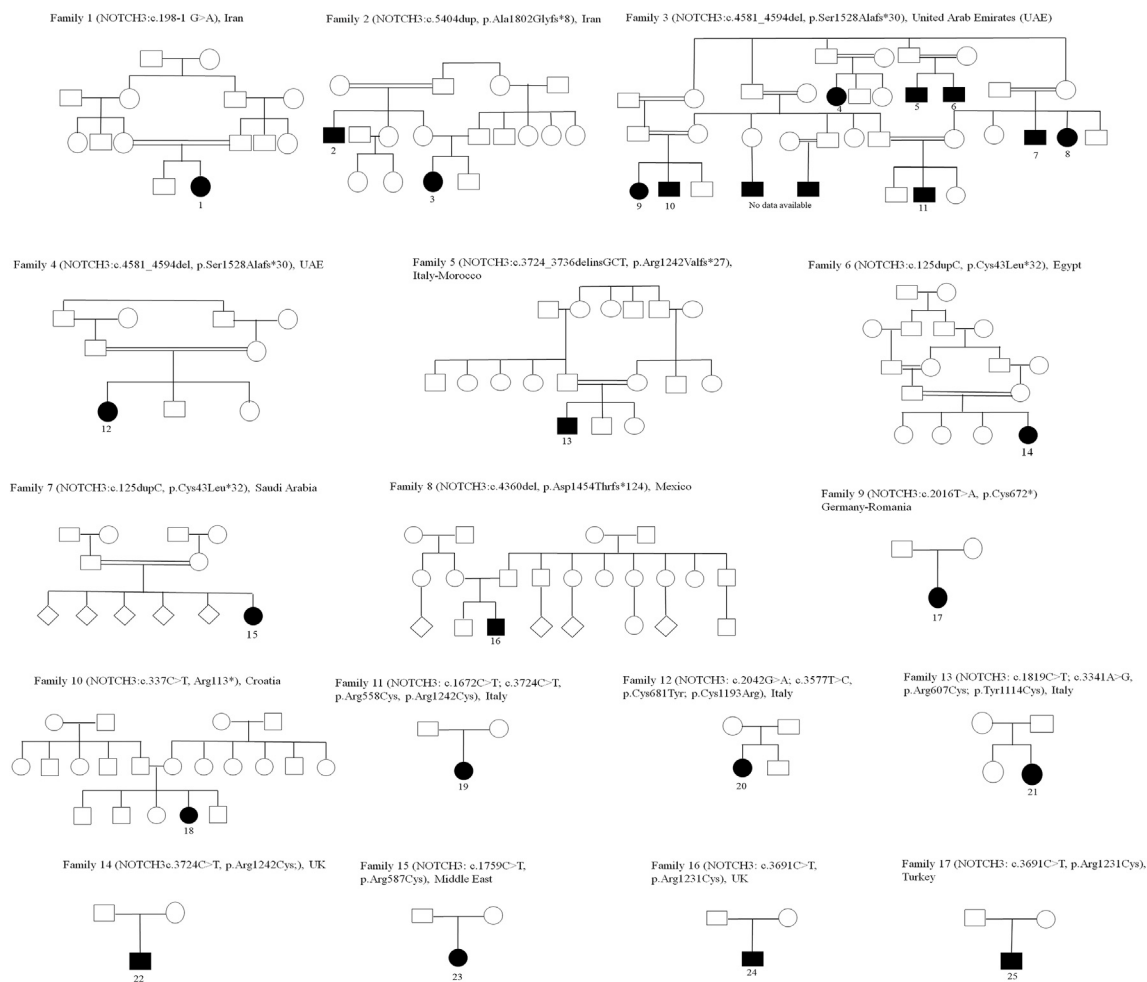 Family 1 (NOTCH3:c.198-1 G>A), Iran
Family 2 (NOTCH3:c.5404dup, p.Ala1802Glyfs*8), Iran
Family 3 (NOTCH3:c.4581_4594del, p.Ser1528Alafs*30), United Arab Emirates (UAE)
4
5
6
2
7
8
1
3
9
10
No data available
11
Family 4 (NOTCH3:c.4581_4594del, p.Ser1528Alafs*30), UAE
Family 5 (NOTCH3:c.3724_3736delinsGCT, p.Arg1242Valfs*27),
Italy-Morocco
Family 6 (NOTCH3:c.125dupC, p.Cys43Leu*32), Egypt
12
13
14
Family 7 (NOTCH3:c.125dupC, p.Cys43Leu*32), Saudi Arabia
Family 8 (NOTCH3:c.4360del, p.Asp1454Thrfs*124), Mexico
Family 9 (NOTCH3:c.2016T>A, p.Cys672*)
Germany-Romania
15
16
17
Family 10 (NOTCH3:c.337C>T, Arg113*), Croatia
Family 11 (NOTCH3: c.1672C>T; c.3724C>T,
p.Arg558Cys, p.Arg1242Cys), Italy
Family 12 (NOTCH3: c.2042G>A; c.3577T>C,
p.Cys681Tyr; p.Cys1193Arg), Italy
Family 13 (NOTCH3: c.1819C>T; c.3341A>G,
p.Arg607Cys; p.Tyr1114Cys), Italy
18
19
20
21
Family 14 (NOTCH3c.3724C>T, p.Arg1242Cys;), UK
Family 15 (NOTCH3: c.1759C>T,
p.Arg587Cys), Middle East
Family 16 (NOTCH3: c.3691C>T,
p.Arg1231Cys), UK
Family 17 (NOTCH3: c.3691C>T, p.Arg1231Cys),
Turkey
22
23
24
25